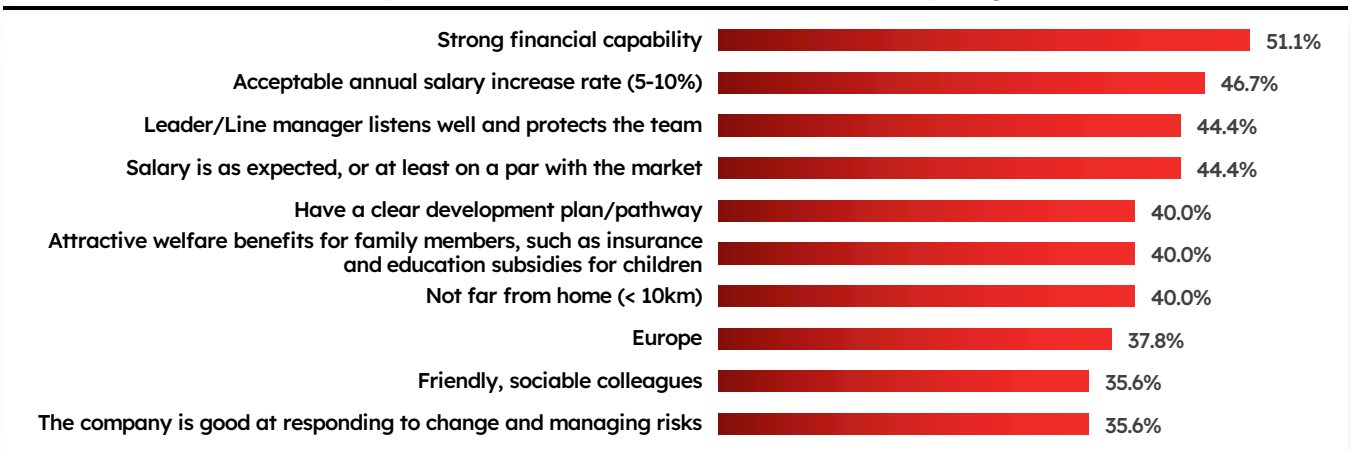 Strong financial capability 51.1%
Acceptable annual salary increase rate (5-10%) 46.7%
Leader/Line manager listens well and protects the team 44.4%
Salary is as expected, or at least on a par with the market 44.4%
Have a clear development plan/pathway 40.0%
Attractive welfare benefits for family members, such as insurance
and education subsidies for children 40.0%
Not far from home (< 10km) 40.0%
Europe 37.8%
Friendly, sociable colleagues 35.6%
The company is good at responding to change and managing risks 35.6%